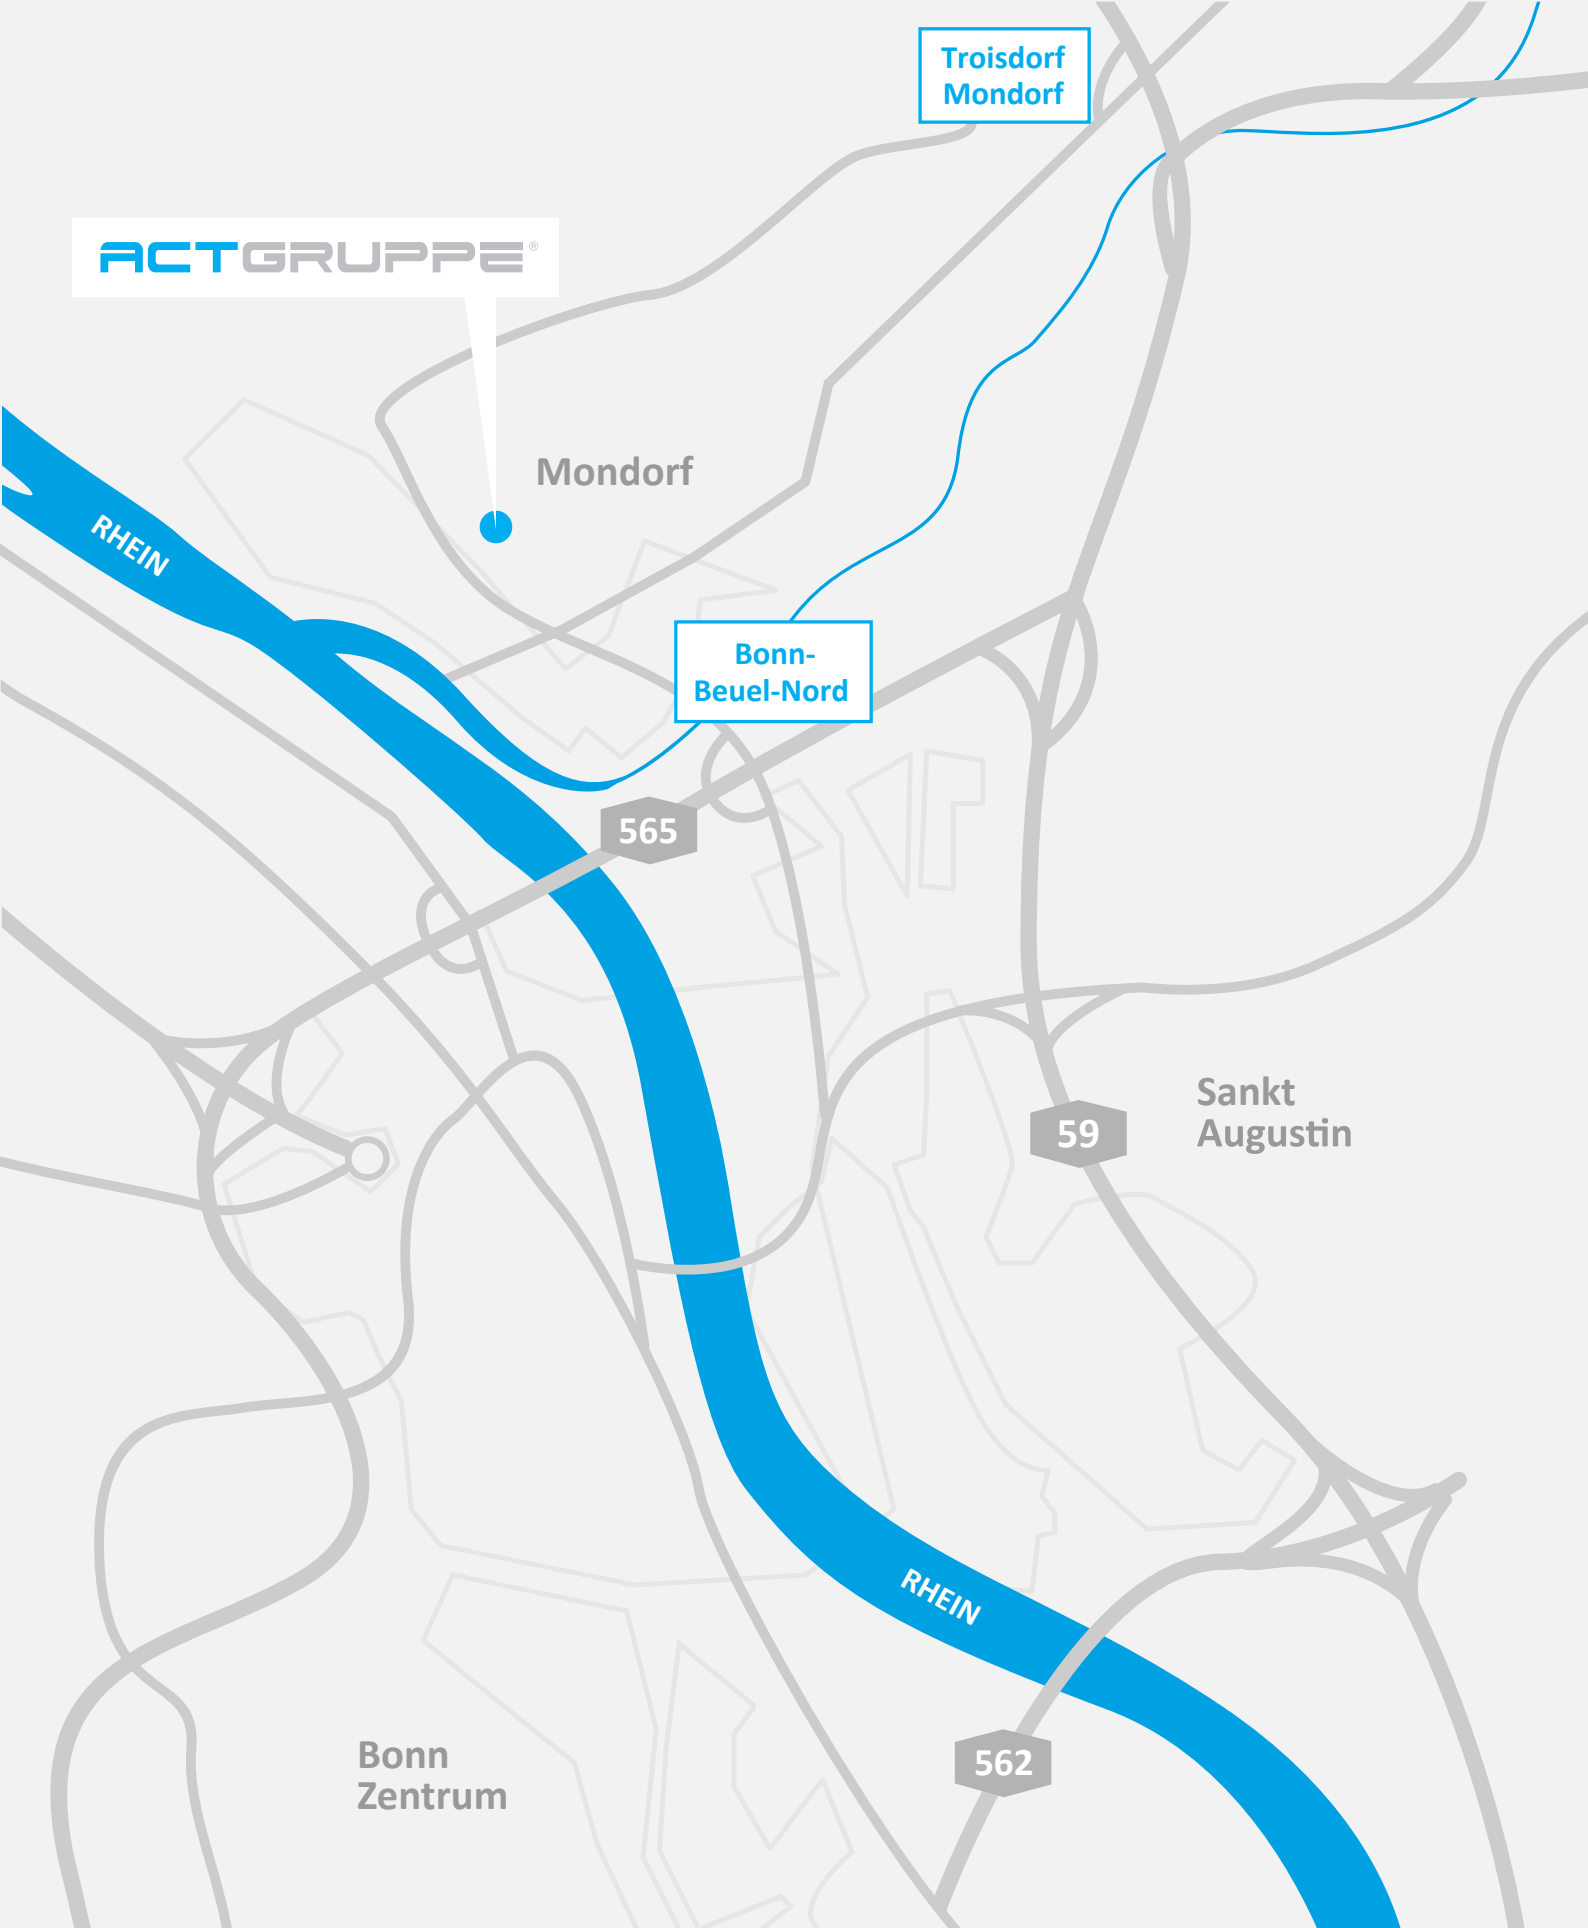 Troisdorf
Mondorf
ACTGRUPPE®
Mondorf
RHEIN
Bonn-
Beuel-Nord
565
59
Sankt
Augustin
RHEIN
562
Bonn
Zentrum